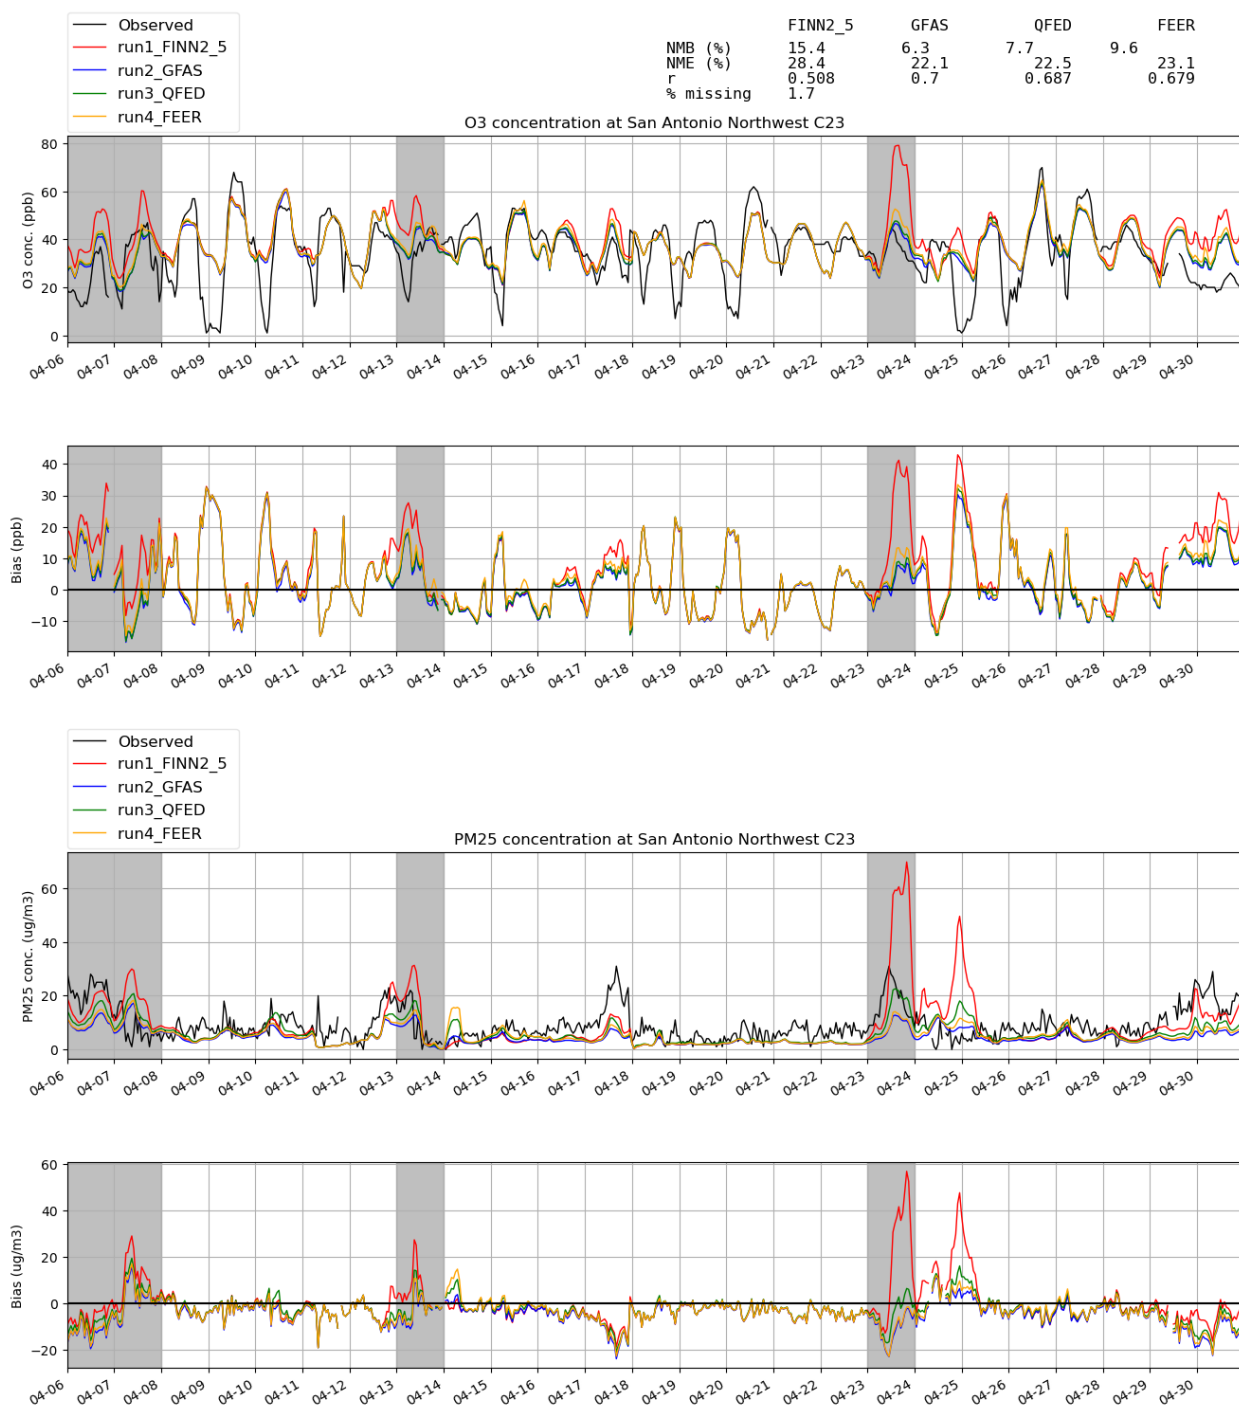 Observed
run1_FINN2_5
run2_GFAS
run3_QFED
run4_FEER
FINN2_5 GFAS QFED FEER
NMB (%) 15.4 6.3 7.7 9.6
NME (%) 28.4 22.1 22.5 23.1
r 0.508 0.7 0.687 0.679
% missing 1.7
O3 concentration at San Antonio Northwest C23
O3 conc. (ppb)
80
60
40
20
0
04-06 04-07 04-08 04-09 04-10 04-11 04-12 04-13 04-14 04-15 04-16 04-17 04-18 04-19 04-20 04-21 04-22 04-23 04-24 04-25 04-26 04-27 04-28 04-29 04-30
Bias (ppb)
40
30
20
10
0
−10
04-06 04-07 04-08 04-09 04-10 04-11 04-12 04-13 04-14 04-15 04-16 04-17 04-18 04-19 04-20 04-21 04-22 04-23 04-24 04-25 04-26 04-27 04-28 04-29 04-30
Observed
run1_FINN2_5
run2_GFAS
run3_QFED
run4_FEER
PM25 concentration at San Antonio Northwest C23
PM25 conc. (ug/m3)
60
40
20
0
04-06 04-07 04-08 04-09 04-10 04-11 04-12 04-13 04-14 04-15 04-16 04-17 04-18 04-19 04-20 04-21 04-22 04-23 04-24 04-25 04-26 04-27 04-28 04-29 04-30
Bias (ug/m3)
60
40
20
0
−20
04-06 04-07 04-08 04-09 04-10 04-11 04-12 04-13 04-14 04-15 04-16 04-17 04-18 04-19 04-20 04-21 04-22 04-23 04-24 04-25 04-26 04-27 04-28 04-29 04-30